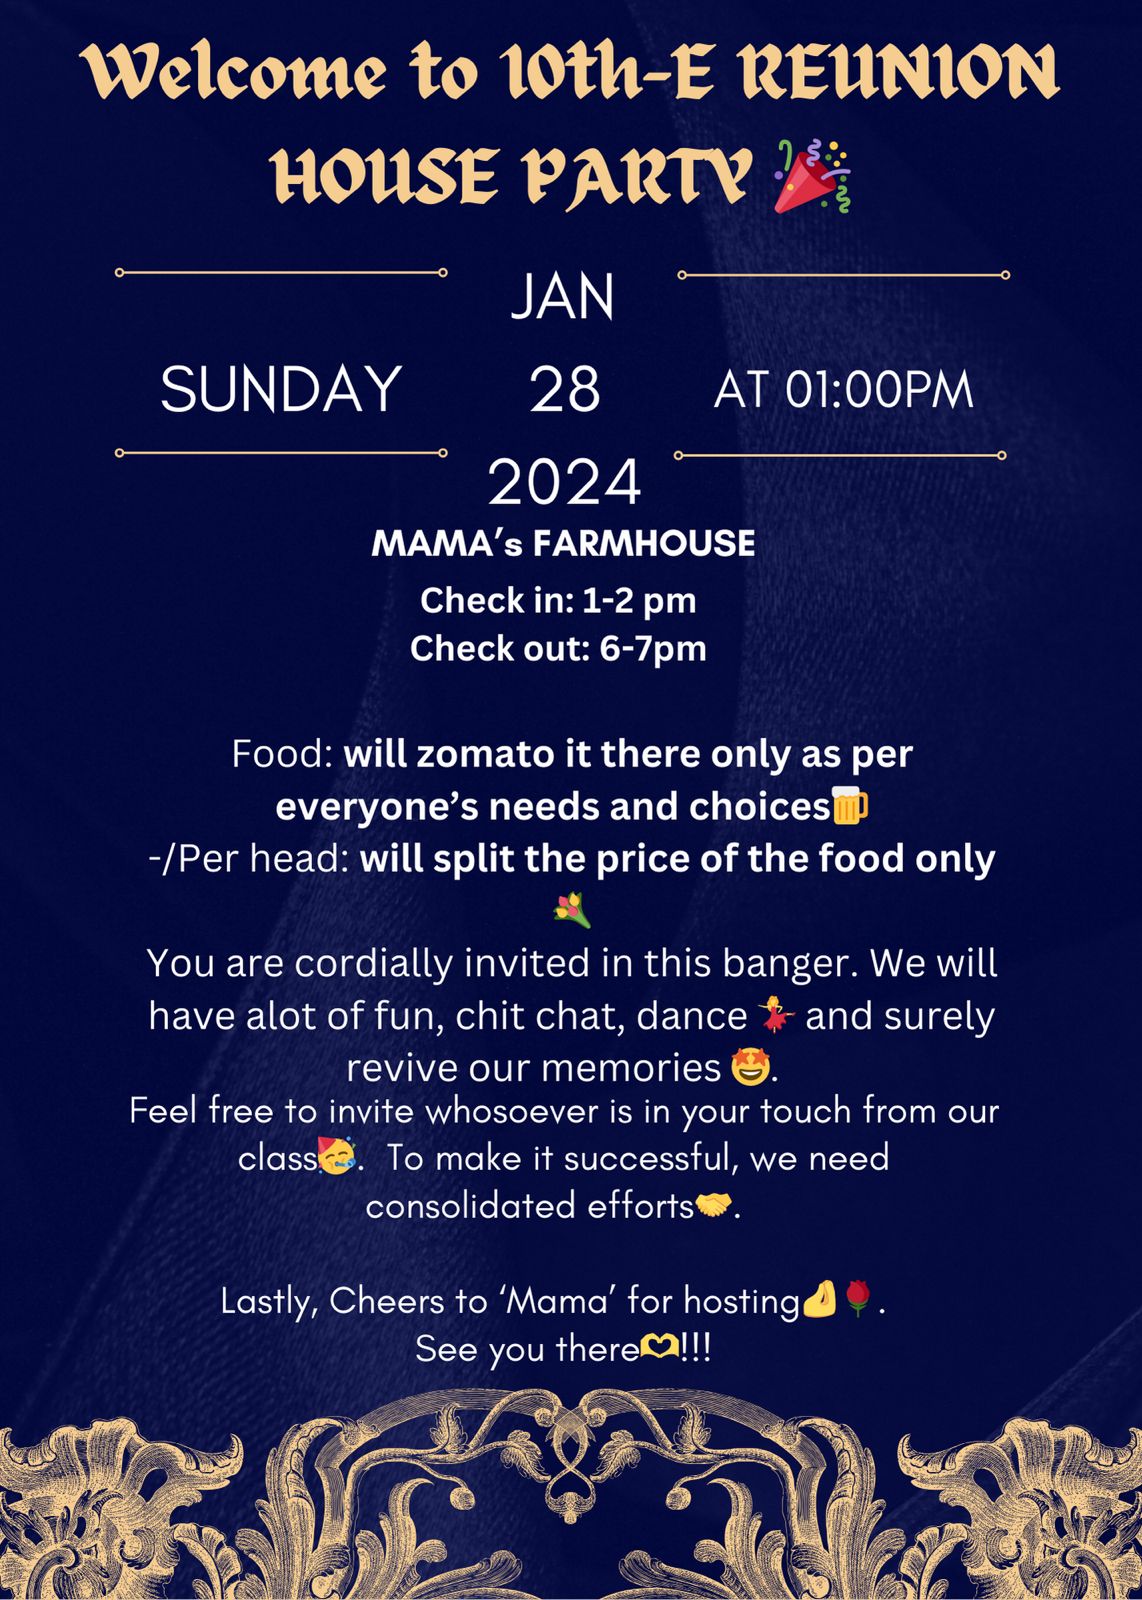 Welcome to 10th-E REUNION
HOUSE PARTY 🎉
JAN
SUNDAY 28 AT 01:00PM
2024
MAMA’s FARMHOUSE
Check in: 1-2 pm
Check out: 6-7pm
Food: will zomato it there only as per
everyone’s needs and choices🍺
-/Per head: will split the price of the food only
💐
You are cordially invited in this banger. We will
have alot of fun, chit chat, dance 💃 and surely
revive our memories 🤩.
Feel free to invite whosoever is in your touch from our
class🥳.  To make it successful, we need
consolidated efforts🤝.
Lastly, Cheers to ‘Mama’ for hosting🫴🌹.
See you there🫶!!!